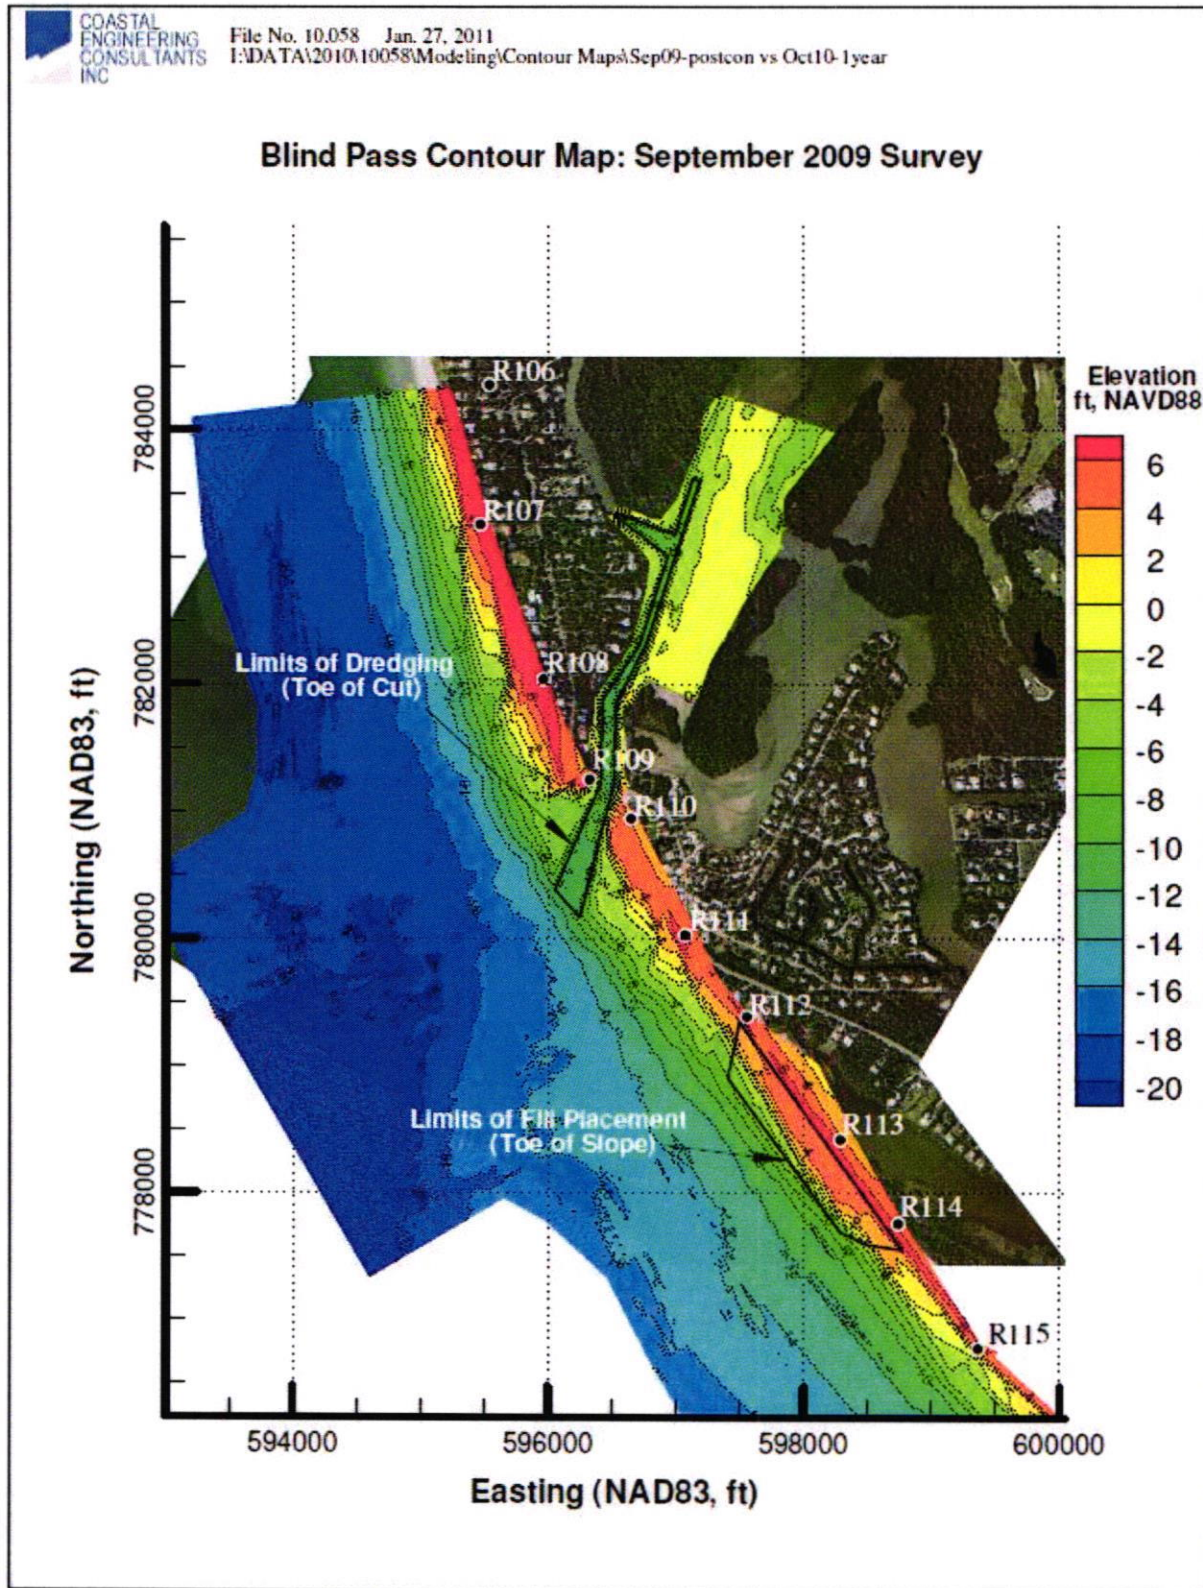 COASTAL
ENGINEERING
CONSULTANTS
INC
File No. 10.058 Jan. 27, 2011
I:\DATA\2010\10058\Modeling\Contour Maps\Sep09-postcon vs Oct10-1year
Blind Pass Contour Map: September 2009 Survey
Elevation
ft, NAVD88
6
4
2
0
-2
-4
-6
-8
-10
-12
-14
-16
-18
-20
R106
R107
R108
R109
R110
R111
R112
R113
R114
R115
Limits of Dredging
(Toe of Cut)
Limits of Fill Placement
(Toe of Slope)
784000
782000
780000
778000
Northing (NAD83, ft)
594000
596000
598000
600000
Easting (NAD83, ft)